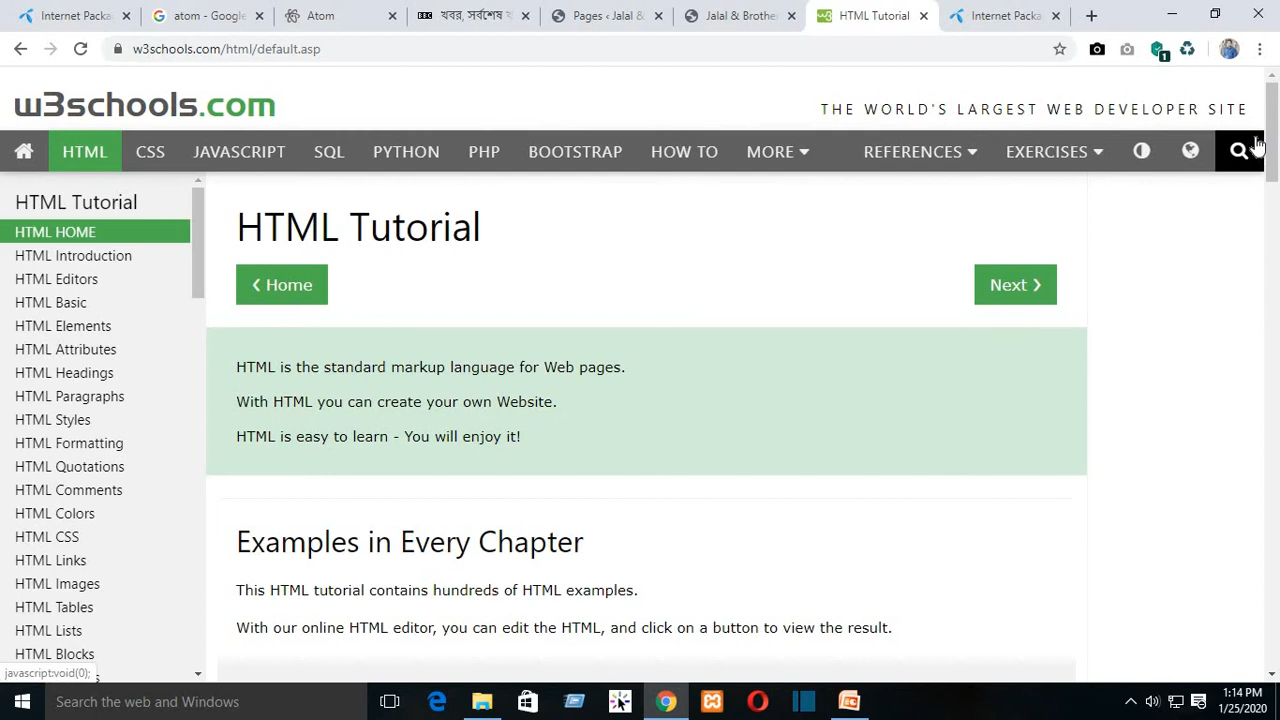 Internet Packa
atom - Google
Atom
BBC খবর, সর্বশেষ
Pages ‹ Jalal &
Jalal & Brother
HTML Tutorial
Internet Packa
w3schools.com/html/default.asp
1
w3schools.com
THE WORLD'S LARGEST WEB DEVELOPER SITE
HTML CSS JAVASCRIPT SQL PYTHON PHP BOOTSTRAP HOW TO MORE REFERENCES EXERCISES
HTML Tutorial
HTML HOME
HTML Introduction
HTML Editors
HTML Basic
HTML Elements
HTML Attributes
HTML Headings
HTML Paragraphs
HTML Styles
HTML Formatting
HTML Quotations
HTML Comments
HTML Colors
HTML CSS
HTML Links
HTML Images
HTML Tables
HTML Lists
HTML Blocks
javascript:void(0);
HTML Tutorial
❮ Home
Next ❯
HTML is the standard markup language for Web pages.
With HTML you can create your own Website.
HTML is easy to learn - You will enjoy it!
Examples in Every Chapter
This HTML tutorial contains hundreds of HTML examples.
With our online HTML editor, you can edit the HTML, and click on a button to view the result.
Search the web and Windows
1:14 PM
1/25/2020